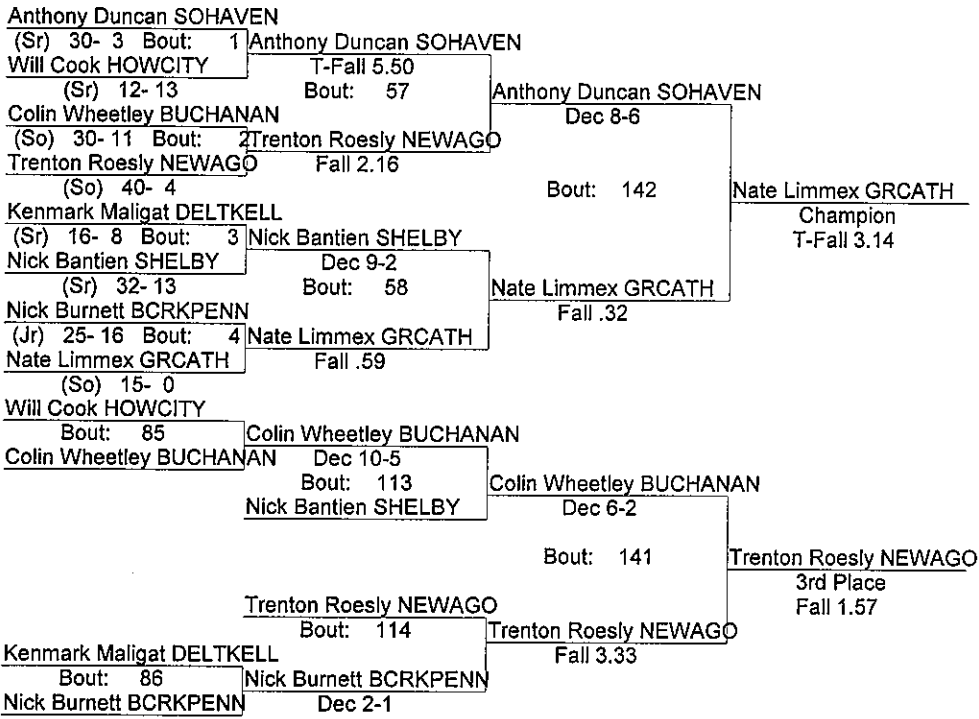 Anthony Duncan SOHAVEN
(Sr) 30- 3 Bout: 1
Anthony Duncan SOHAVEN
Will Cook HOWCITY
T-Fall 5.50
(Sr) 12- 13
Bout: 57
Anthony Duncan SOHAVEN
Colin Wheetley BUCHANAN
Dec 8-6
(So) 30- 11 Bout: 2
Trenton Roesly NEWAGO
Trenton Roesly NEWAGO
Fall 2.16
(So) 40- 4
Bout: 142
Nate Limmex GRCATH
Kenmark Maligat DELTKELL
Champion
(Sr) 16- 8 Bout: 3
Nick Bantien SHELBY
T-Fall 3.14
Nick Bantien SHELBY
Dec 9-2
(Sr) 32- 13
Bout: 58
Nate Limmex GRCATH
Nick Burnett BCRKPENN
Fall .32
(Jr) 25- 16 Bout: 4
Nate Limmex GRCATH
Nate Limmex GRCATH
Fall .59
(So) 15- 0
Will Cook HOWCITY
Bout: 85
Colin Wheetley BUCHANAN
Colin Wheetley BUCHANAN
Dec 10-5
Bout: 113
Colin Wheetley BUCHANAN
Nick Bantien SHELBY
Dec 6-2
Bout: 141
Trenton Roesly NEWAGO
3rd Place
Trenton Roesly NEWAGO
Fall 1.57
Bout: 114
Trenton Roesly NEWAGO
Kenmark Maligat DELTKELL
Fall 3.33
Bout: 86
Nick Burnett BCRKPENN
Nick Burnett BCRKPENN
Dec 2-1